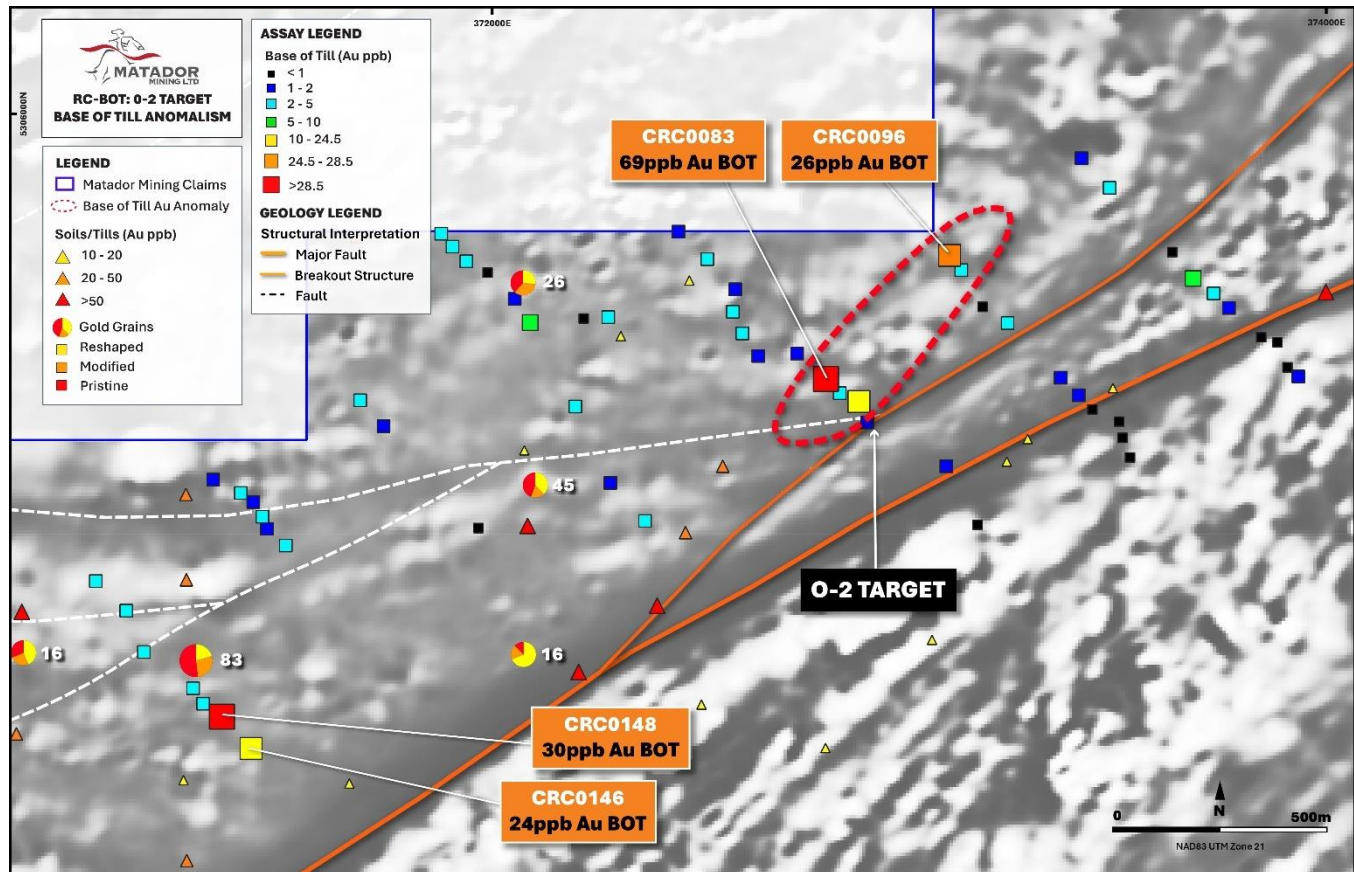 372000E
374000E
5306000N
MATADOR
MINING LTD
RC-BOT: 0-2 TARGET
BASE OF TILL ANOMALISM
LEGEND
Matador Mining Claims
Base of Till Au Anomaly
Soils/Tills (Au ppb)
10 - 20
20 - 50
>50
Gold Grains
Reshaped
Modified
Pristine
ASSAY LEGEND
Base of Till (Au ppb)
< 1
1 - 2
2 - 5
5 - 10
10 - 24.5
24.5 - 28.5
>28.5
GEOLOGY LEGEND
Structural Interpretation
Major Fault
Breakout Structure
Fault
CRC0083
69ppb Au BOT
CRC0096
26ppb Au BOT
26
45
O-2 TARGET
16
83
16
CRC0148
30ppb Au BOT
CRC0146
24ppb Au BOT
N
0
500m
NAD83 UTM Zone 21